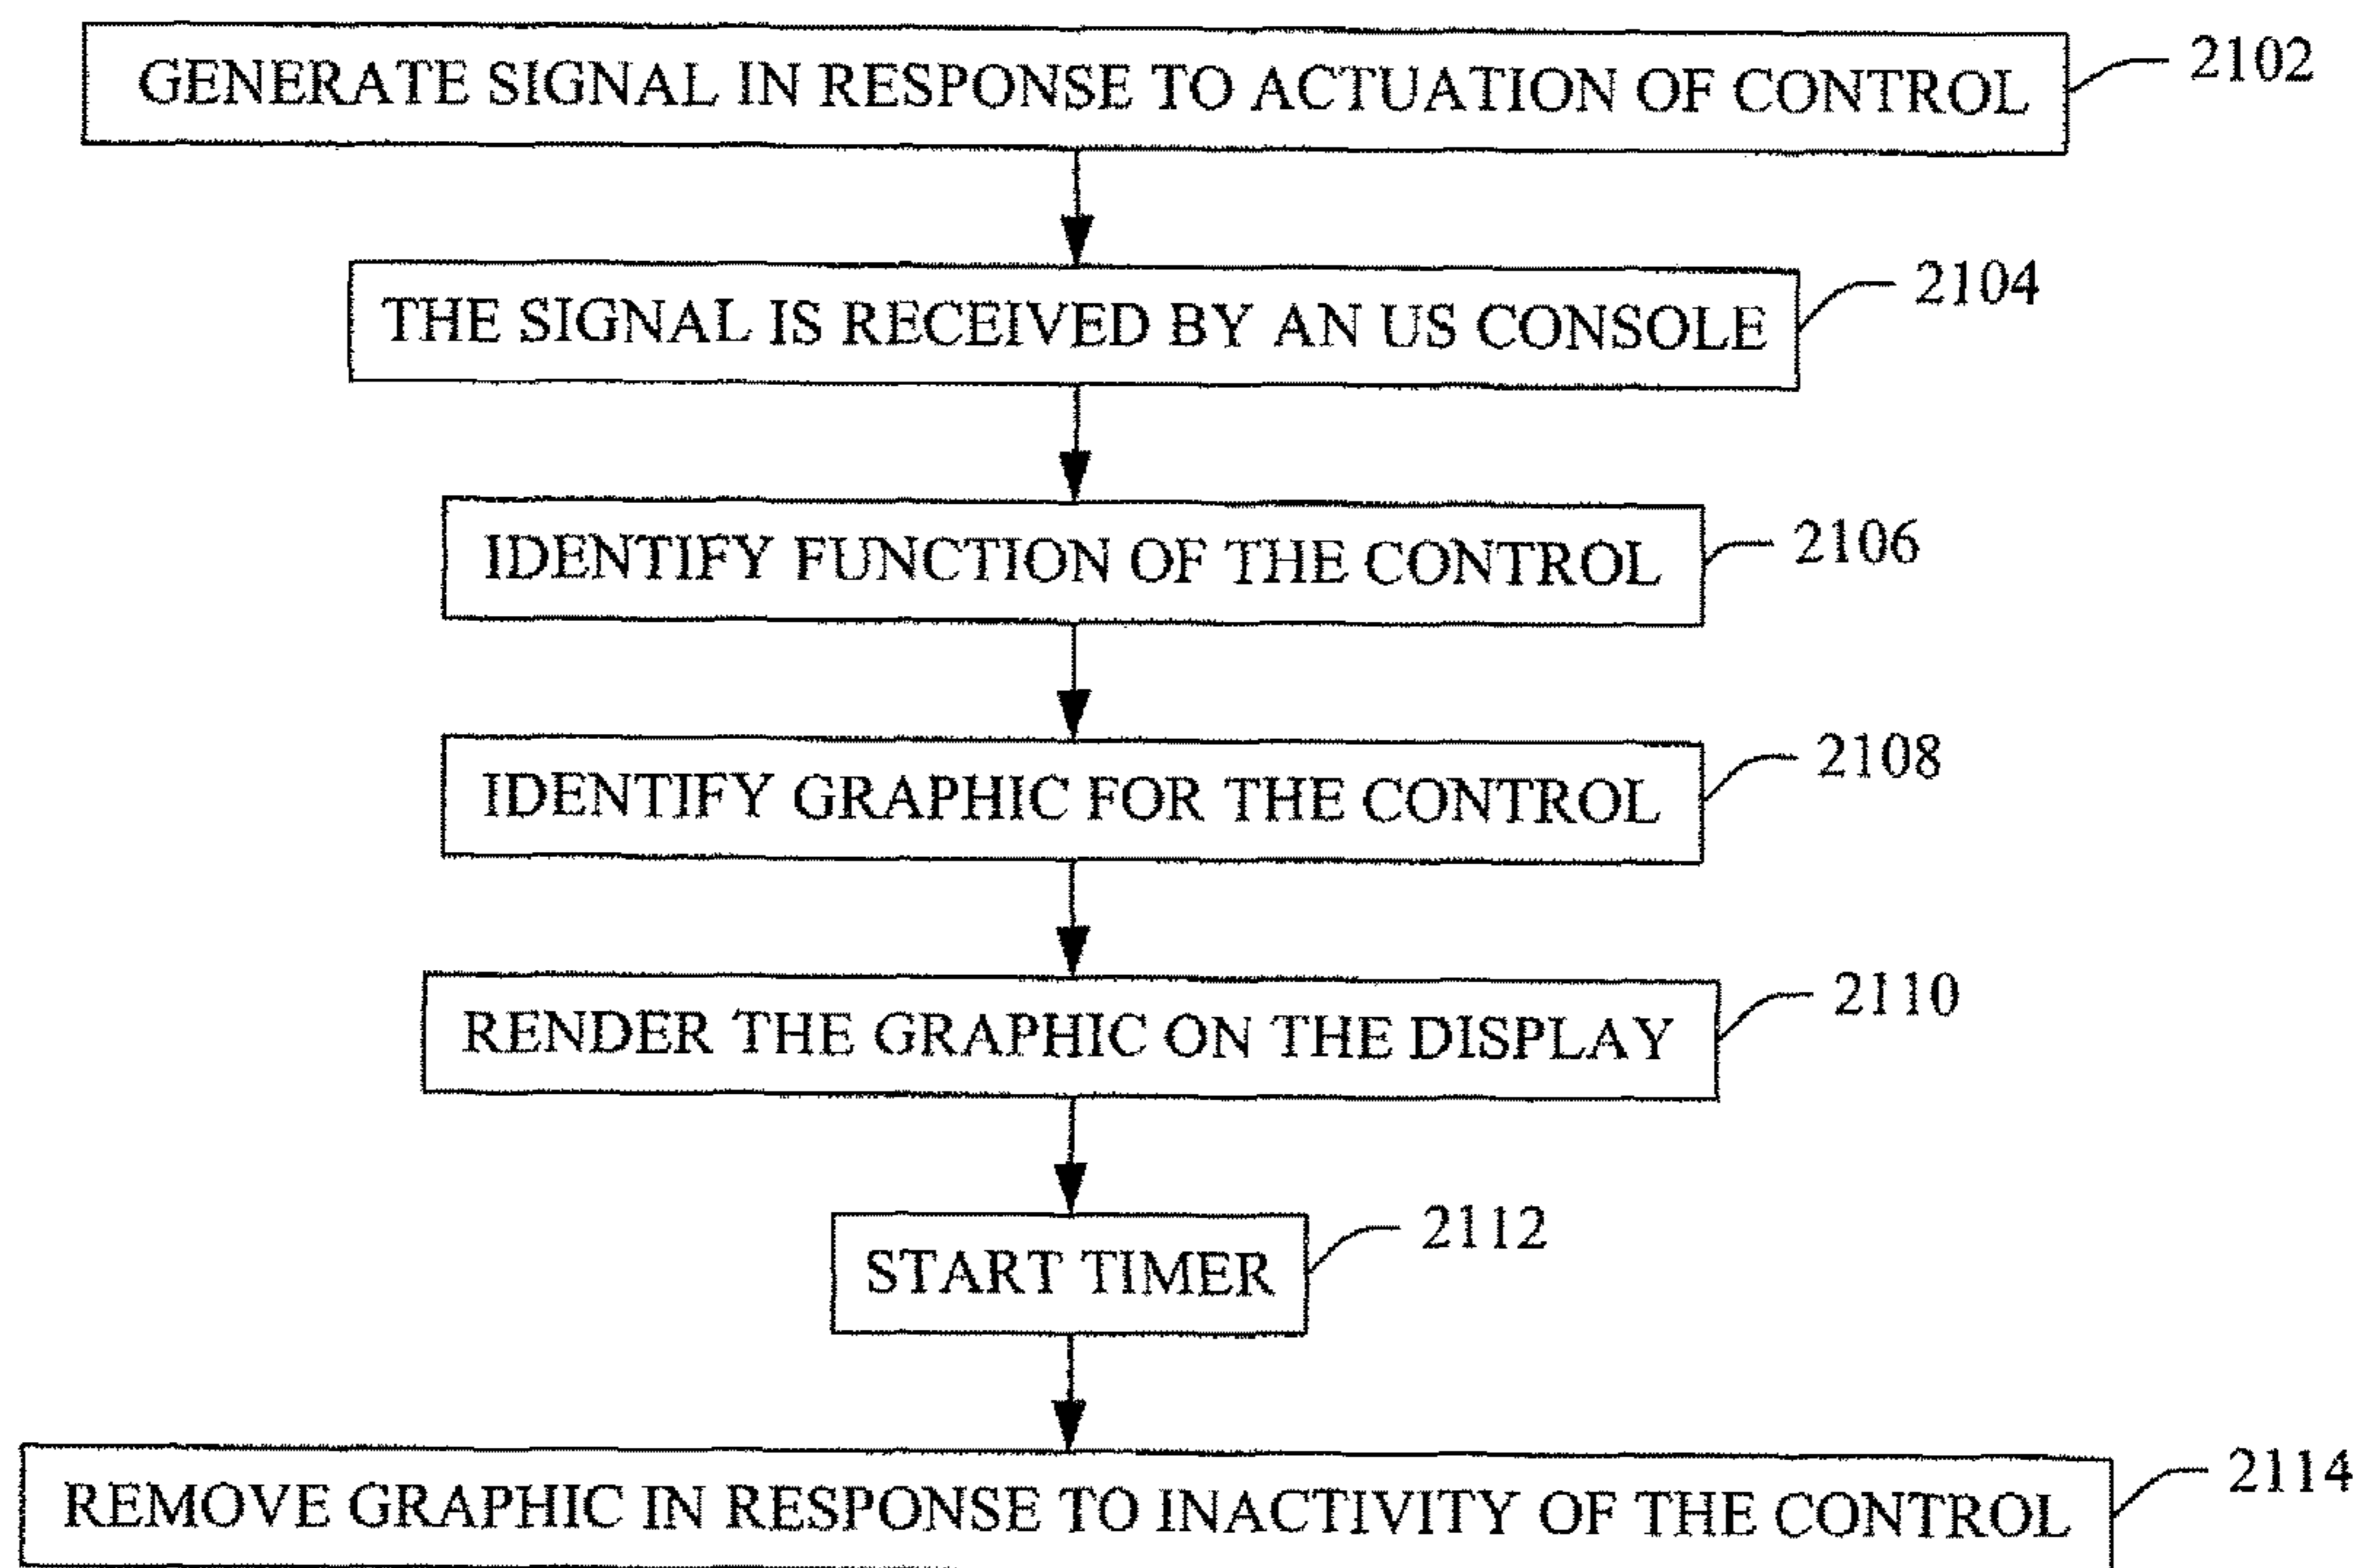 GENERATE SIGNAL IN RESPONSE TO ACTUATION OF CONTROL
2102
THE SIGNAL IS RECEIVED BY AN US CONSOLE
2104
IDENTIFY FUNCTION OF THE CONTROL
2106
IDENTIFY GRAPHIC FOR THE CONTROL
2108
RENDER THE GRAPHIC ON THE DISPLAY
2110
START TIMER
2112
REMOVE GRAPHIC IN RESPONSE TO INACTIVITY OF THE CONTROL
2114